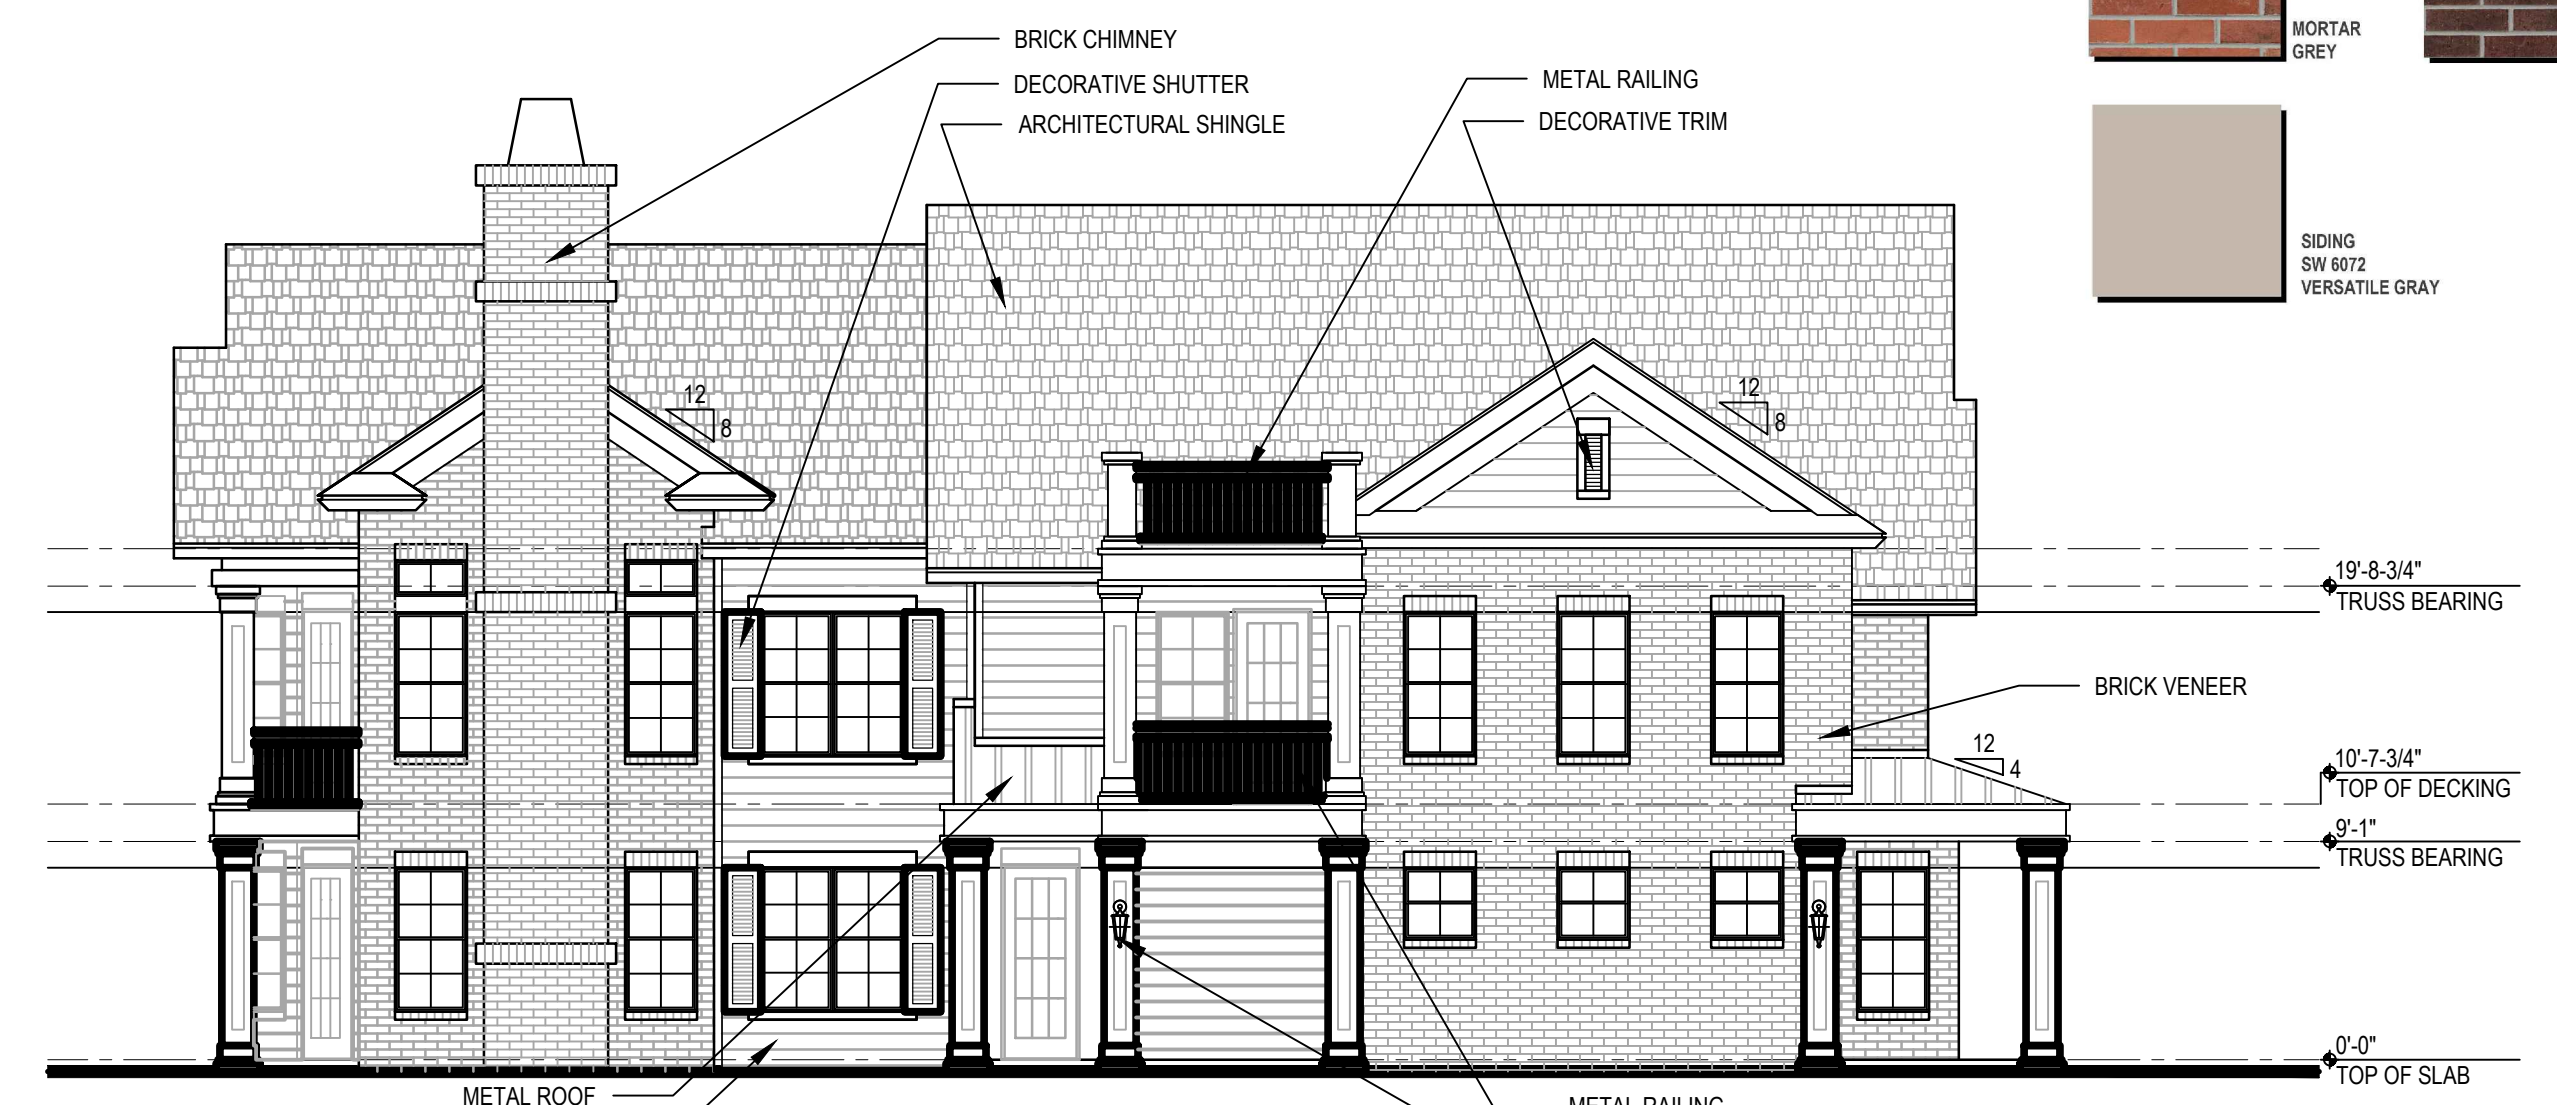 BRICK CHIMNEY
DECORATIVE SHUTTER
ARCHITECTURAL SHINGLE
METAL RAILING
DECORATIVE TRIM
MORTAR
GREY
SIDING
SW 6072
VERSATILE GRAY
12
8
12
8
19'-8-3/4"
TRUSS BEARING
BRICK VENEER
12
4
10'-7-3/4"
TOP OF DECKING
9'-1"
TRUSS BEARING
0'-0"
TOP OF SLAB
METAL ROOF
METAL RAILING